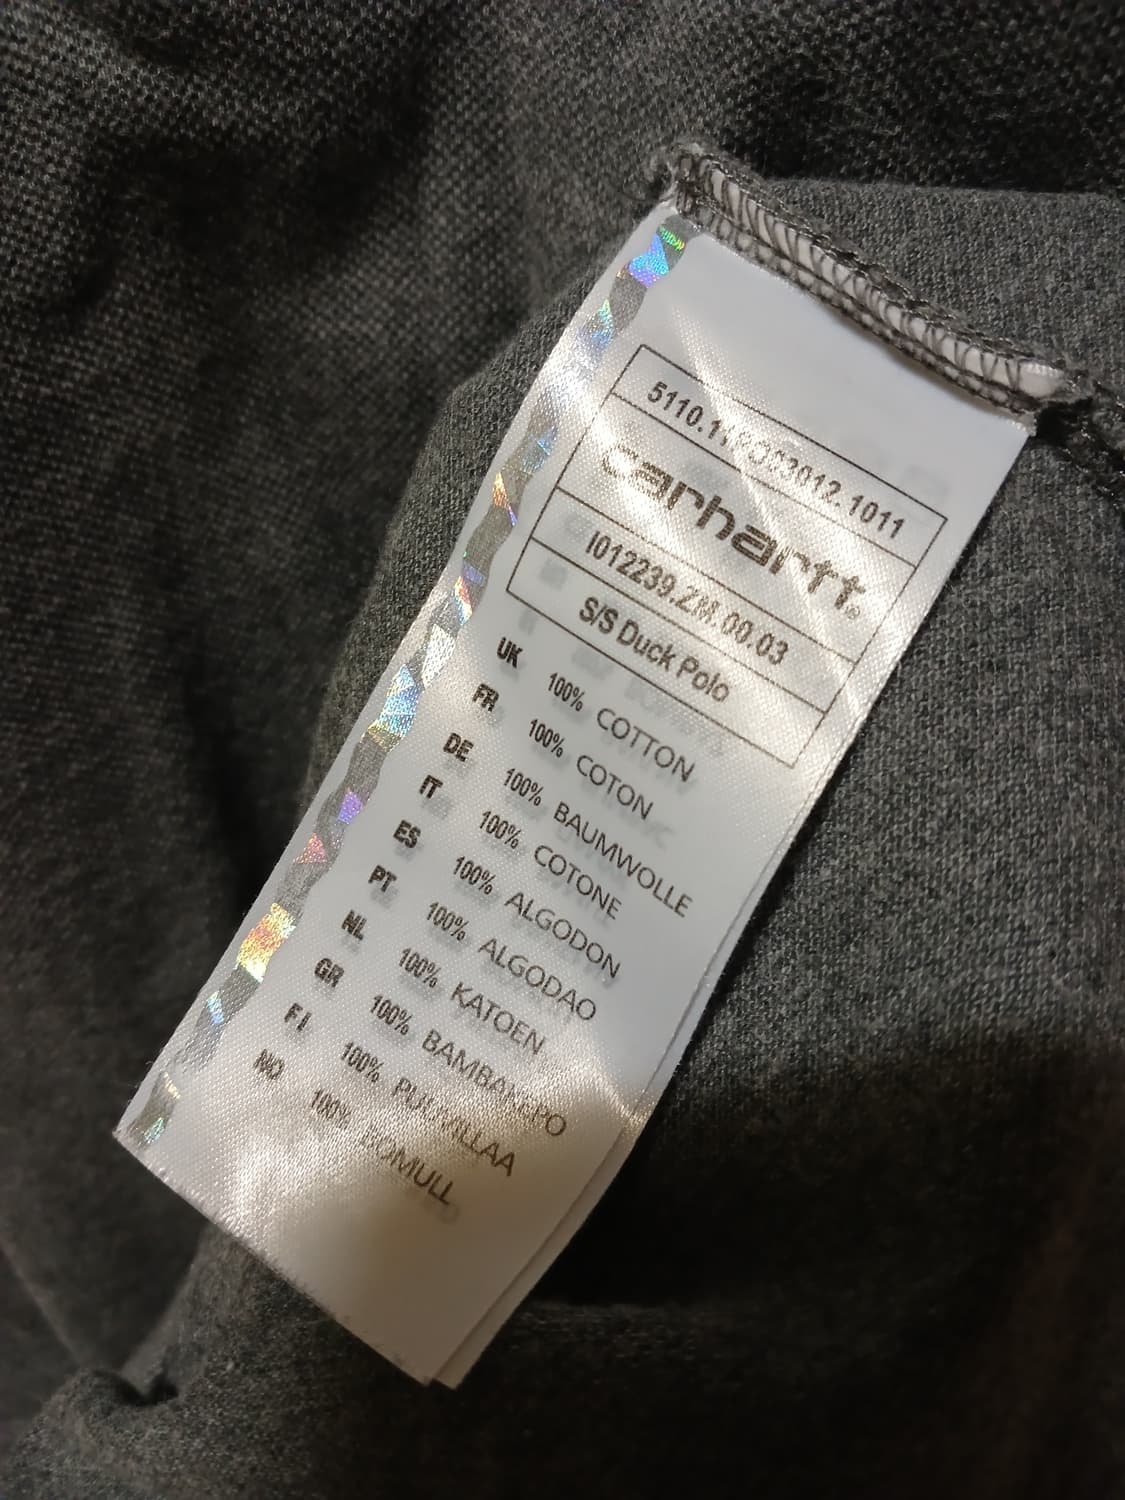 carhartt.
I012239.ZM.00.03
S/S Duck Polo
UK 100% COTTON
FR 100% COTON
DE 100% BAUMWOLLE
IT 100% COTONE
ES 100% ALGODON
PT 100% ALGODAO
NL 100% KATOEN
GR 100%
FI 100% PUUVILLAA
NO 100% BOMULL